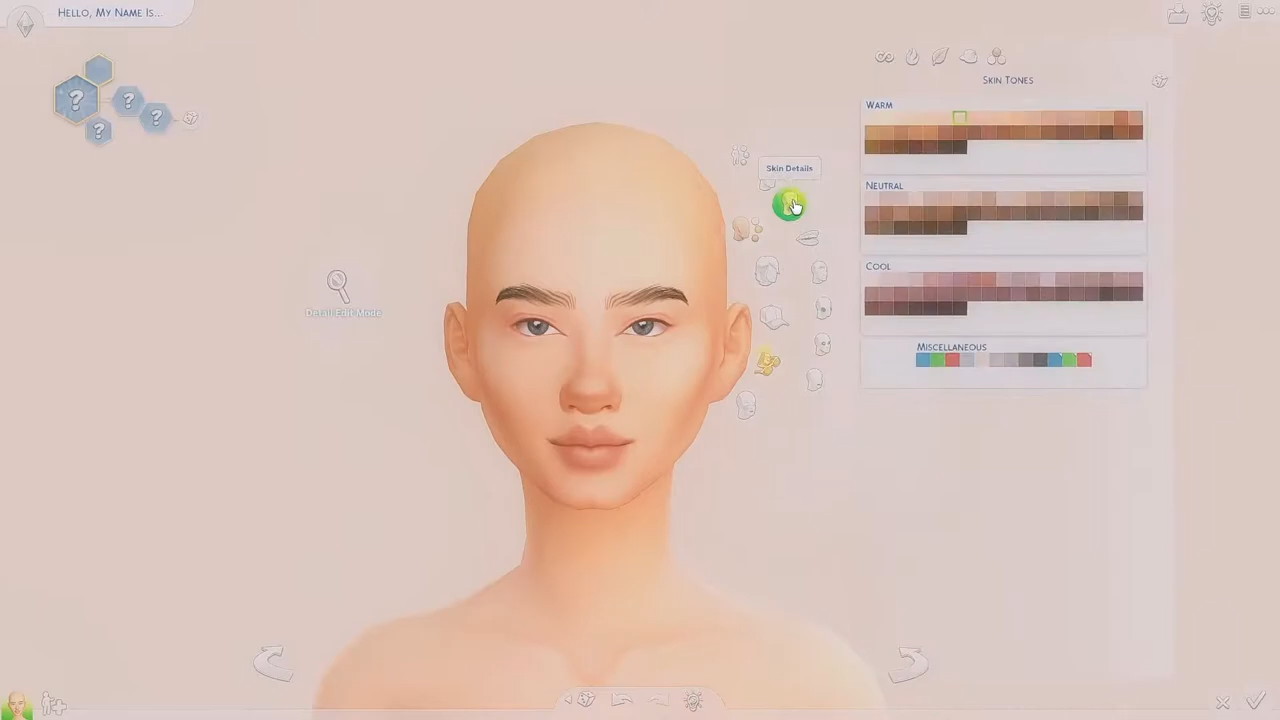 Hello, My Name Is...
Skin Tones
Warm
Skin Details
Neutral
Cool
Detail Edit Mode
Miscellaneous